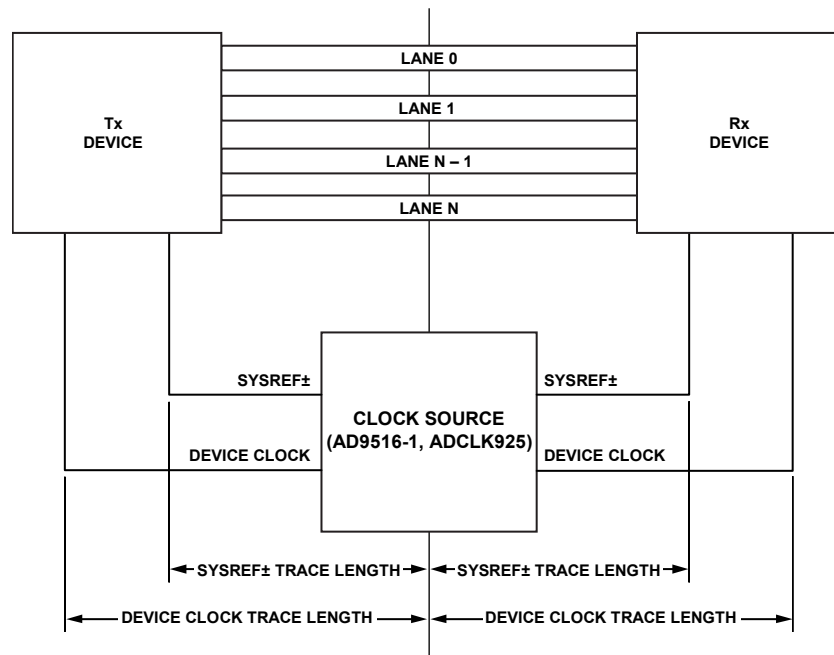 LANE 0
LANE 1
LANE N – 1
LANE N
Tx
DEVICE
Rx
DEVICE
SYSREF±
SYSREF±
CLOCK SOURCE
(AD9516-1, ADCLK925)
DEVICE CLOCK
DEVICE CLOCK
SYSREF± TRACE LENGTH
SYSREF± TRACE LENGTH
DEVICE CLOCK TRACE LENGTH
DEVICE CLOCK TRACE LENGTH